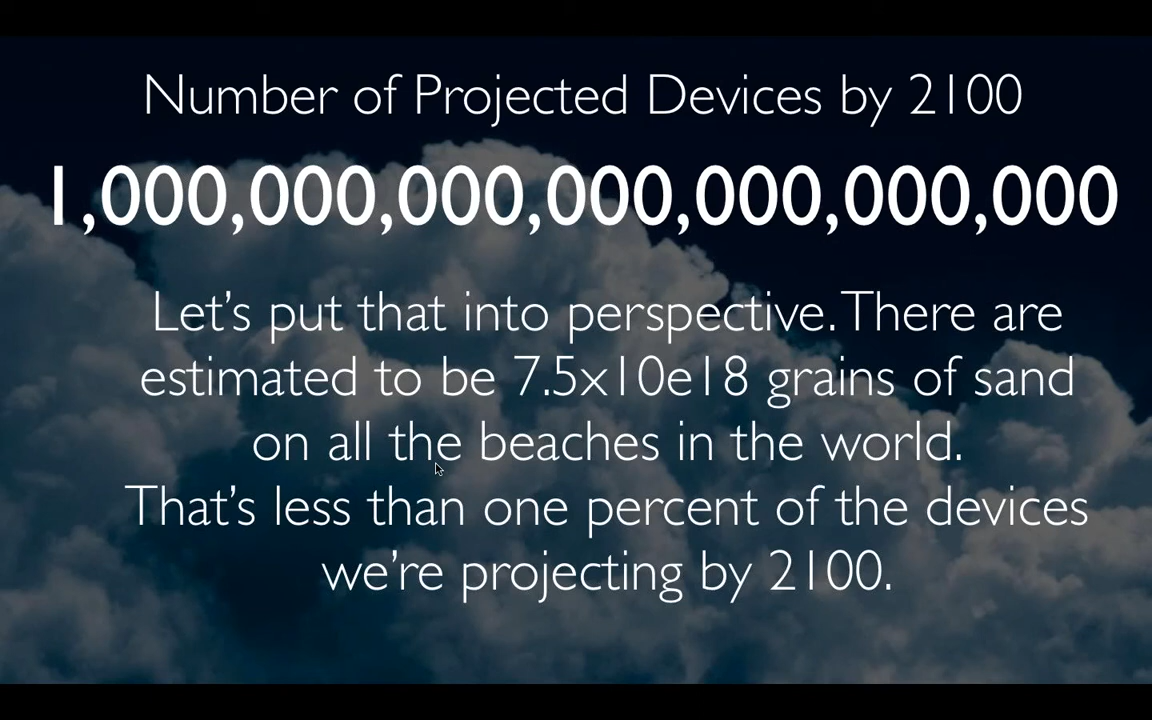 Number of Projected Devices by 2100
1,000,000,000,000,000,000,000
Let's put that into perspective. There are
estimated to be 7.5x10e18 grains of sand
on all the beaches in the world.
That's less than one percent of the devices
we're projecting by 2100.